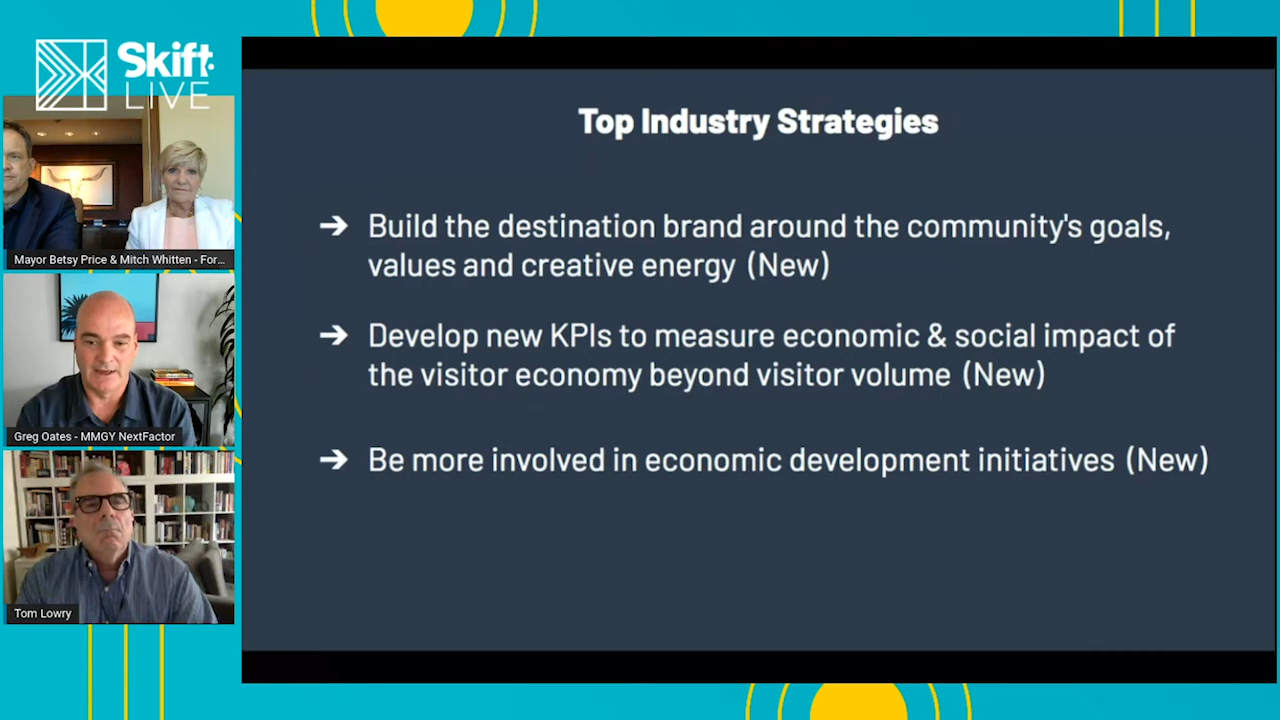 Skift
LIVE
Mayor Betsy Price & Mitch Whitten - For...
Greg Oates - MMGY NextFactor
Tom Lowry
Top Industry Strategies
➔ Build the destination brand around the community's goals,
values and creative energy (New)
➔ Develop new KPIs to measure economic & social impact of
the visitor economy beyond visitor volume (New)
➔ Be more involved in economic development initiatives (New)